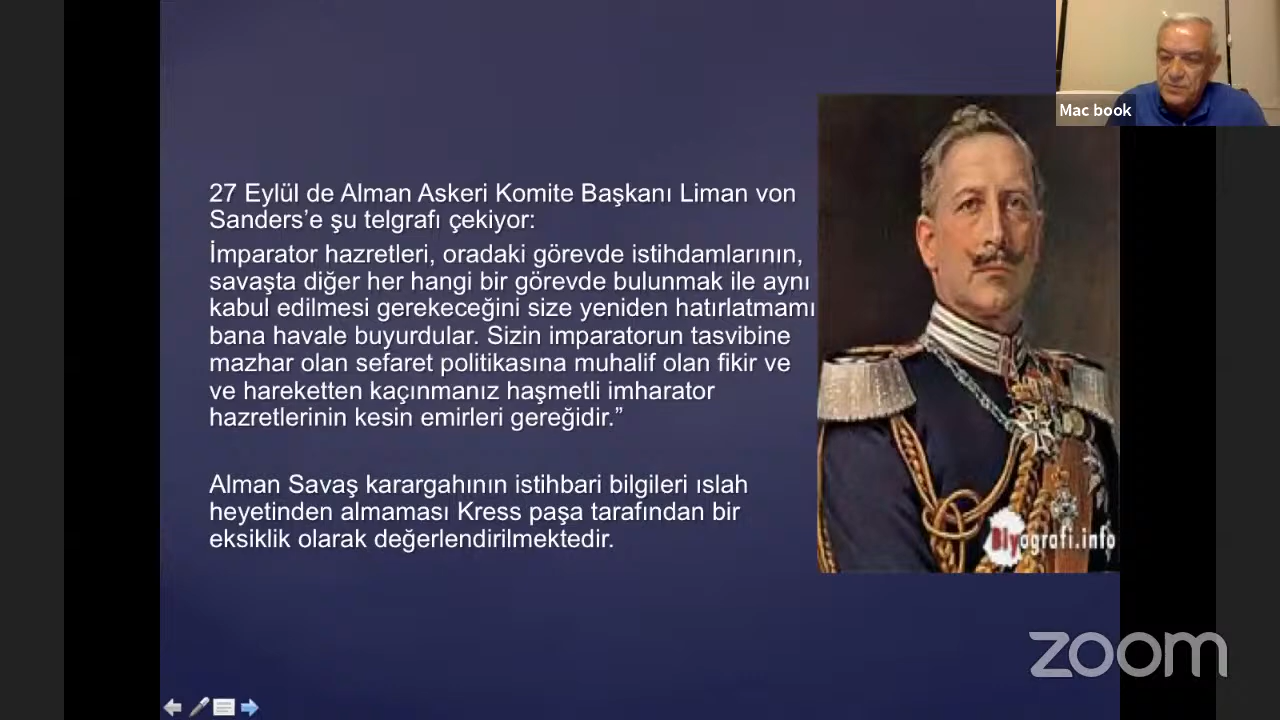 Mac book
27 Eylül de Alman Askeri Komite Başkanı Liman von
Sanders’e şu telgrafı çekiyor:
İmparator hazretleri, oradaki görevde istihdamlarının,
savaşta diğer her hangi bir görevde bulunmak ile aynı
kabul edilmesi gerekeceğini size yeniden hatırlatmamı
bana havale buyurdular. Sizin imparatorun tasvibine
mazhar olan sefaret politikasına muhalif olan fikir ve
ve hareketten kaçınmanız haşmetli imharator
hazretlerinin kesin emirleri gereğidir.”
Alman Savaş karargahının istihbari bilgileri ıslah
heyetinden almaması Kress paşa tarafından bir
eksiklik olarak değerlendirilmektedir.
Biyografi.info
zoom